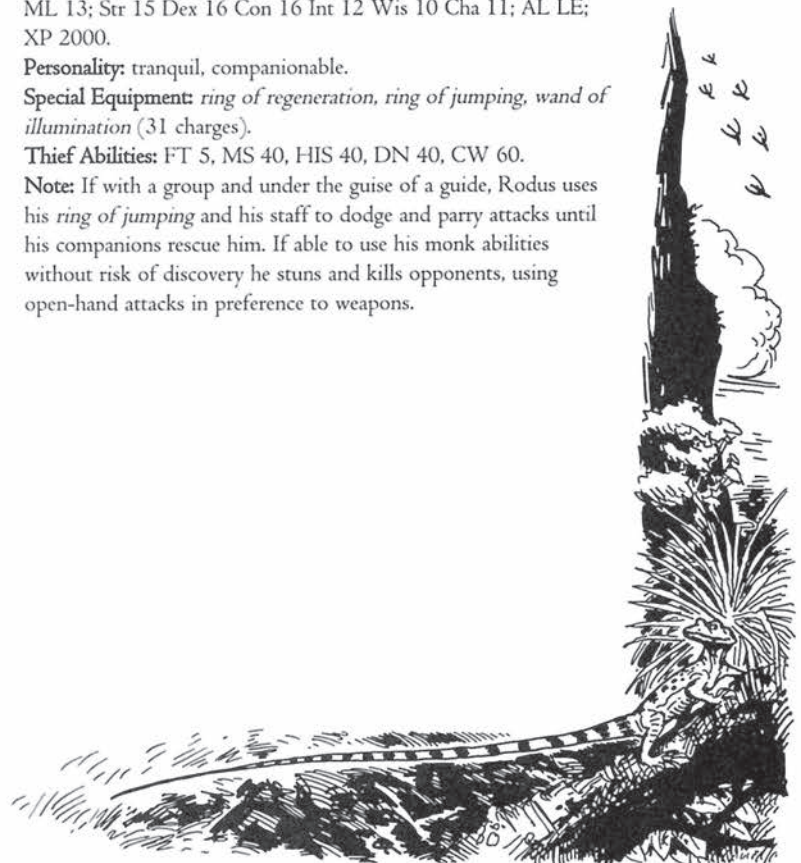 ML 13; Str 15 Dex 16 Con 16 Int 12 Wis 10 Cha 11; AL LE;
XP 2000.
Personality: tranquil, companionable.
Special Equipment: ring of regeneration, ring of jumping, wand of
illumination (31 charges).
Thief Abilities: FT 5, MS 40, HIS 40, DN 40, CW 60.
Note: If with a group and under the guise of a guide, Rodus uses
his ring of jumping and his staff to dodge and parry attacks until
his companions rescue him. If able to use his monk abilities
without risk of discovery he stuns and kills opponents, using
open-hand attacks in preference to weapons.